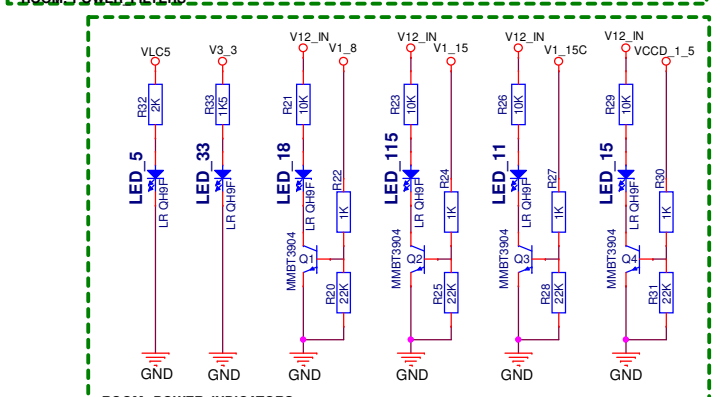 VLC5
V3_3
V12_IN
V1_8
V12_IN
V1_15
V12_IN
V1_15C
V12_IN
VCCD_1_5
R32
2K
R33
1K5
R21
10K
R23
10K
R26
10K
R29
10K
LED_5
LR QH9F
LED_33
LR QH9F
LED_18
LR QH9F
R22
1K
LED_115
LR QH9F
R24
1K
LED_11
LR QH9F
R27
1K
LED_15
LR QH9F
R30
1K
MMBT3904
Q1
MMBT3904
Q2
MMBT3904
Q3
MMBT3904
Q4
R20
22K
R25
22K
R28
22K
R31
22K
GND
GND
GND
GND
GND
GND